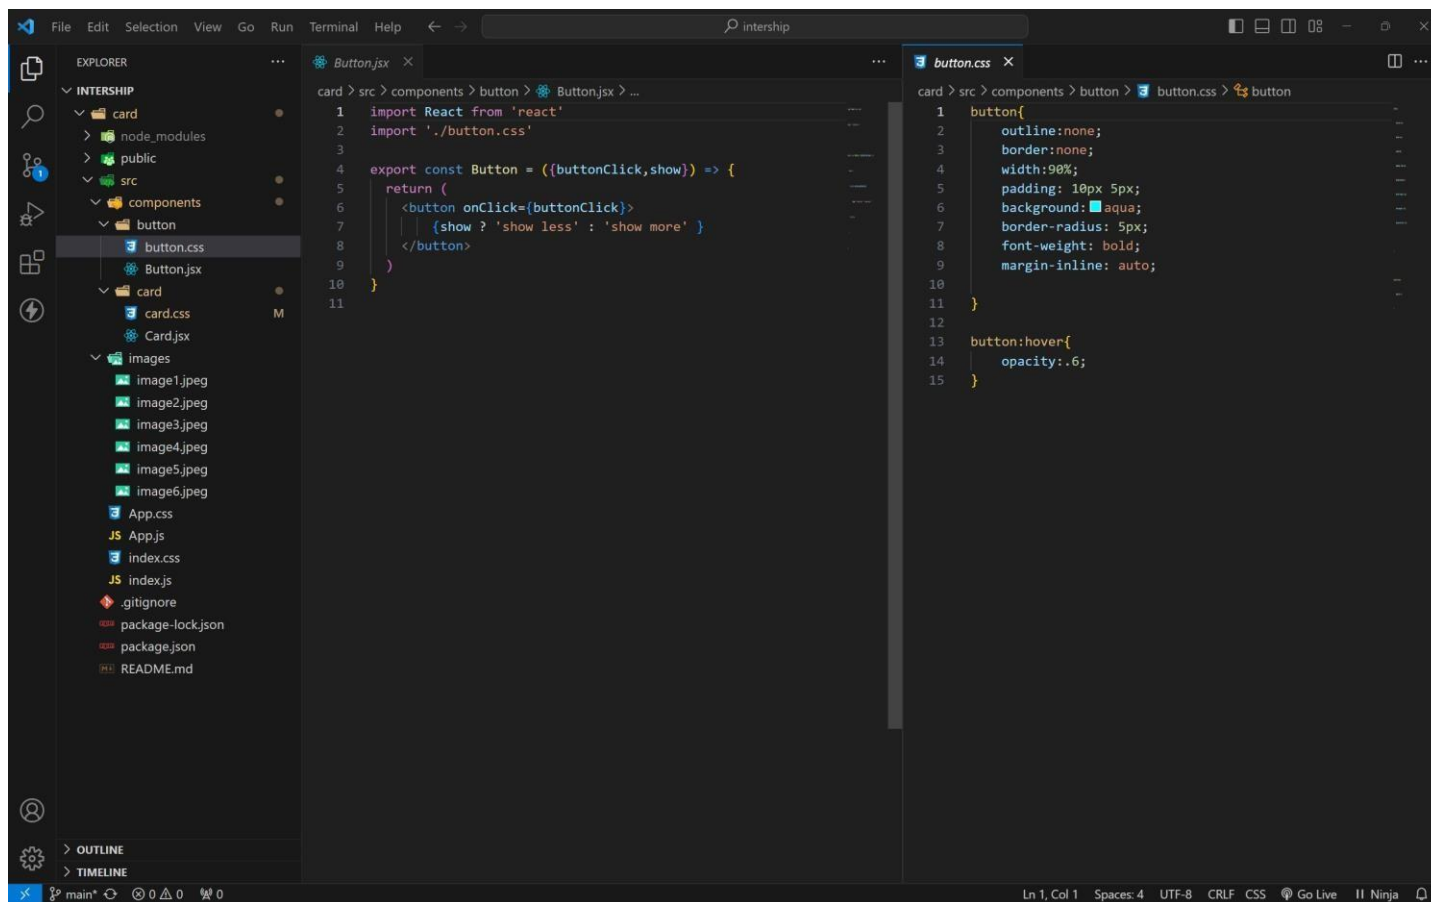 File Edit Selection View Go Run Terminal Help
intership
EXPLORER
INTERSHIP
card
node_modules
public
src
components
button
button.css
Button.jsx
card
card.css M
Card.jsx
images
image1.jpeg
image2.jpeg
image3.jpeg
image4.jpeg
image5.jpeg
image6.jpeg
App.css
JS App.js
index.css
JS index.js
.gitignore
package-lock.json
package.json
README.md
OUTLINE
TIMELINE
Button.jsx
card > src > components > button > Button.jsx > ...
1 import React from 'react'
2 import './button.css'
3
4 export const Button = ({buttonClick,show}) => {
5 return (
6 <button onClick={buttonClick}>
7 {show ? 'show less' : 'show more' }
8 </button>
9 )
10 }
11
button.css
card > src > components > button > button.css > button
1 button{
2 outline:none;
3 border:none;
4 width:90%;
5 padding: 10px 5px;
6 background: aqua;
7 border-radius: 5px;
8 font-weight: bold;
9 margin-inline: auto;
10
11 }
12
13 button:hover{
14 opacity:.6;
15 }
1
main* 0 0 0
Ln 1, Col 1 Spaces: 4 UTF-8 CRLF CSS Go Live Ninja